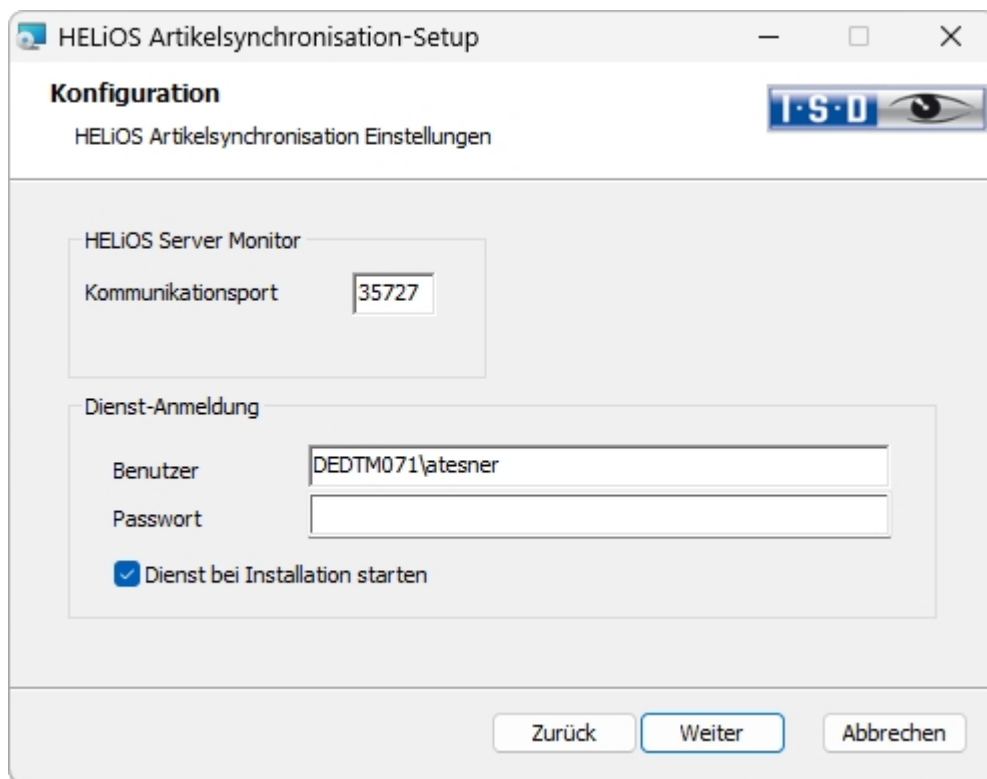 HELiOS Artikelsynchronisation-Setup
Konfiguration
I·S·D
HELiOS Artikelsynchronisation Einstellungen
HELiOS Server Monitor
Kommunikationsport 35727
Dienst-Anmeldung
Benutzer DEDTM071\atesner
Passwort
Dienst bei Installation starten
Zurück Weiter Abbrechen